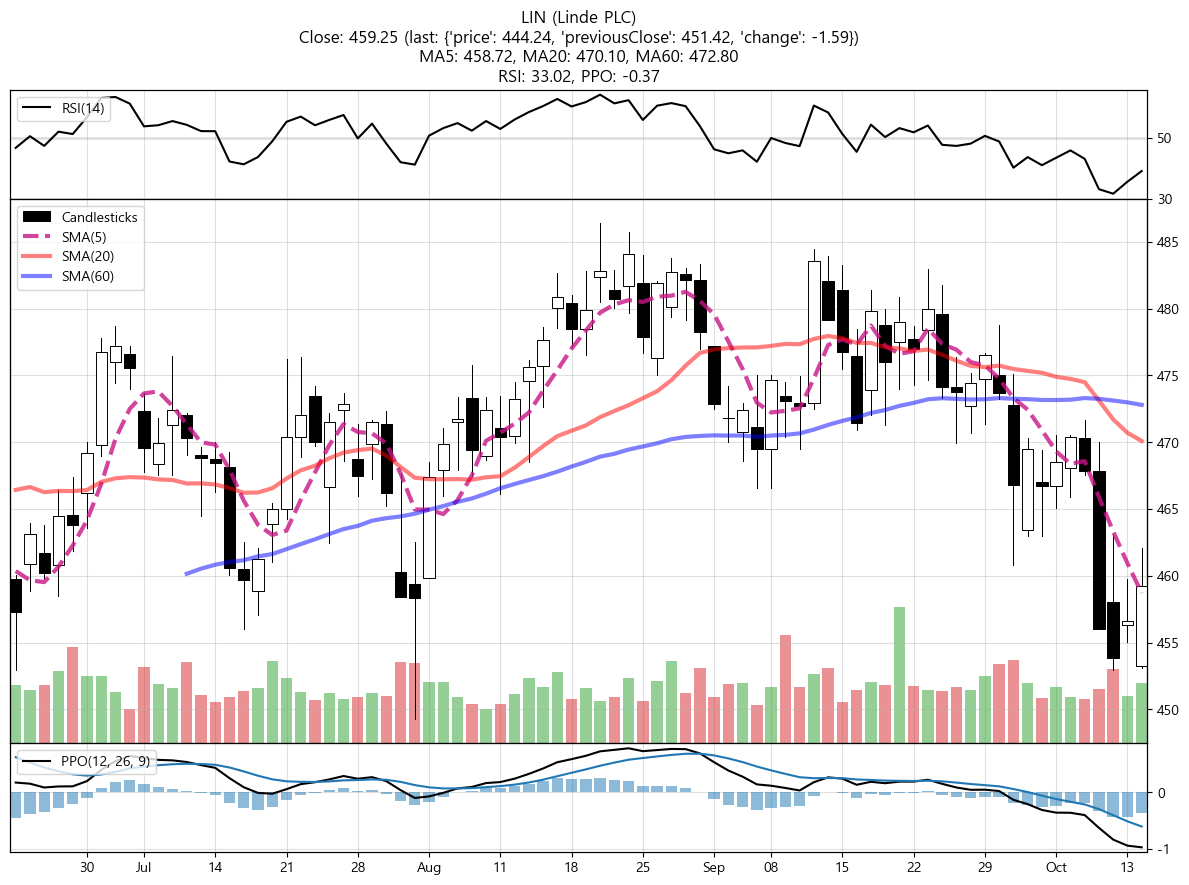 LIN (Linde PLC)
Close: 459.25 (last: {'price': 444.24, 'previousClose': 451.42, 'change': -1.59})
MA5: 458.72, MA20: 470.10, MA60: 472.80
RSI: 33.02, PPO: -0.37
RSI(14)
50
30
Candlesticks
SMA(5)
SMA(20)
SMA(60)
485
480
475
470
465
460
455
450
PPO(12, 26, 9)
0
-1
30 Jul 14 21 28 Aug 11 18 25 Sep 08 15 22 29 Oct 13